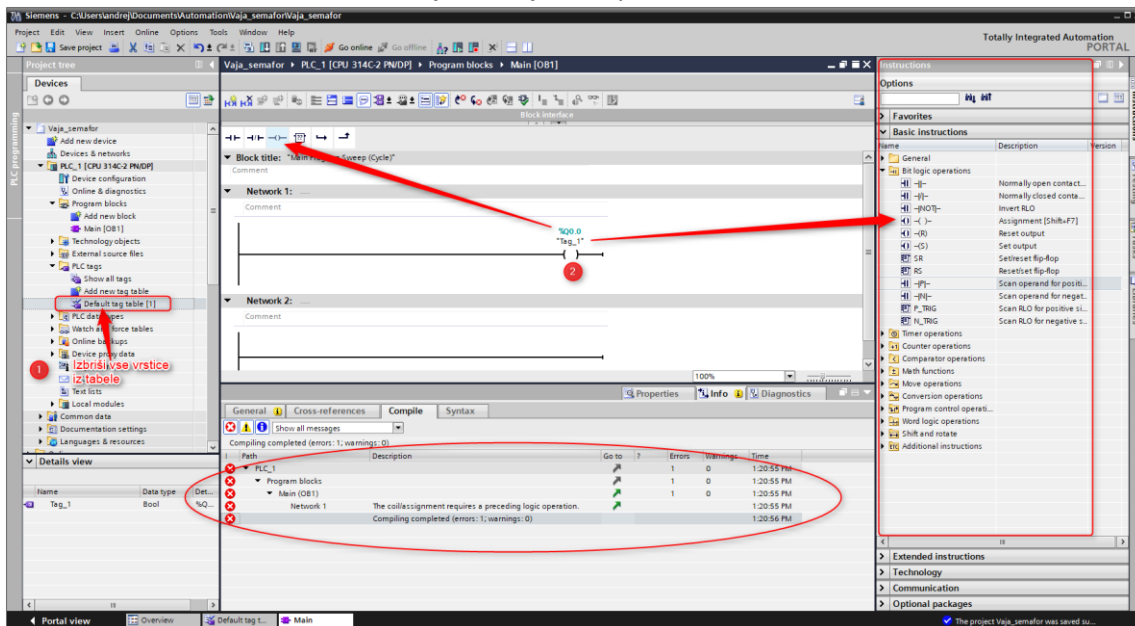 Siemens - C:\Users\andrej\Documents\Automation\Vaja_semafor\Vaja_semafor
Project Edit View Insert Online Options Tools Window Help
Totally Integrated Automation
PORTAL
Save project
Go online
Go offline
Project tree
Vaja_semafor PLC_1 [CPU 314C-2 PN/DP] Program blocks Main [OB1]
Instructions
Devices
Options
PLC programming
Block interface
Favorites
Basic instructions
Name Description Version
Vaja_semafor
Add new device
Devices & networks
PLC_1 [CPU 314C-2 PN/DP]
Device configuration
Online & diagnostics
Program blocks
Add new block
Main [OB1]
Technology objects
External source files
PLC tags
Show all tags
Add new tag table
Default tag table [1]
PLC data types
Watch and force tables
Online backups
Device proxy data
1
Izbriši vse vrstice
iz tabele
Text lists
Local modules
Common data
Documentation settings
Languages & resources
Block title: "Main Program Sweep (Cycle)"
Comment
Network 1: ....
Comment
%Q0.0
"Tag_1"
2
Network 2: ....
Comment
100%
General
Bit logic operations
-||- Normally open contact...
-|/|- Normally closed conta...
-|NOT|- Invert RLO
-( )- Assignment [Shift+F7]
-(R) Reset output
-(S) Set output
SR Set/reset flip-flop
RS Reset/set flip-flop
-|P|- Scan operand for positi...
-|N|- Scan operand for negat...
P_TRIG Scan RLO for positive si...
N_TRIG Scan RLO for negative s...
Timer operations
Counter operations
Comparator operations
Math functions
Move operations
Conversion operations
Program control operati...
Word logic operations
Shift and rotate
Additional instructions
Extended instructions
Technology
Communication
Optional packages
Properties Info Diagnostics
General Cross-references Compile Syntax
Show all messages
Compiling completed (errors: 1; warnings: 0)
! Path Description Go to ? Errors Warnings Time
PLC_1 1 0 1:20:55 PM
Program blocks 1 0 1:20:55 PM
Main (OB1) 1 0 1:20:55 PM
Network 1 The coil/assignment requires a preceding logic operation. 1:20:55 PM
Compiling completed (errors: 1; warnings: 0) 1:20:56 PM
Details view
Name Data type Det...
Tag_1 Bool %Q...
Portal view Overview Default tag t... Main
The project Vaja_semafor was saved su...